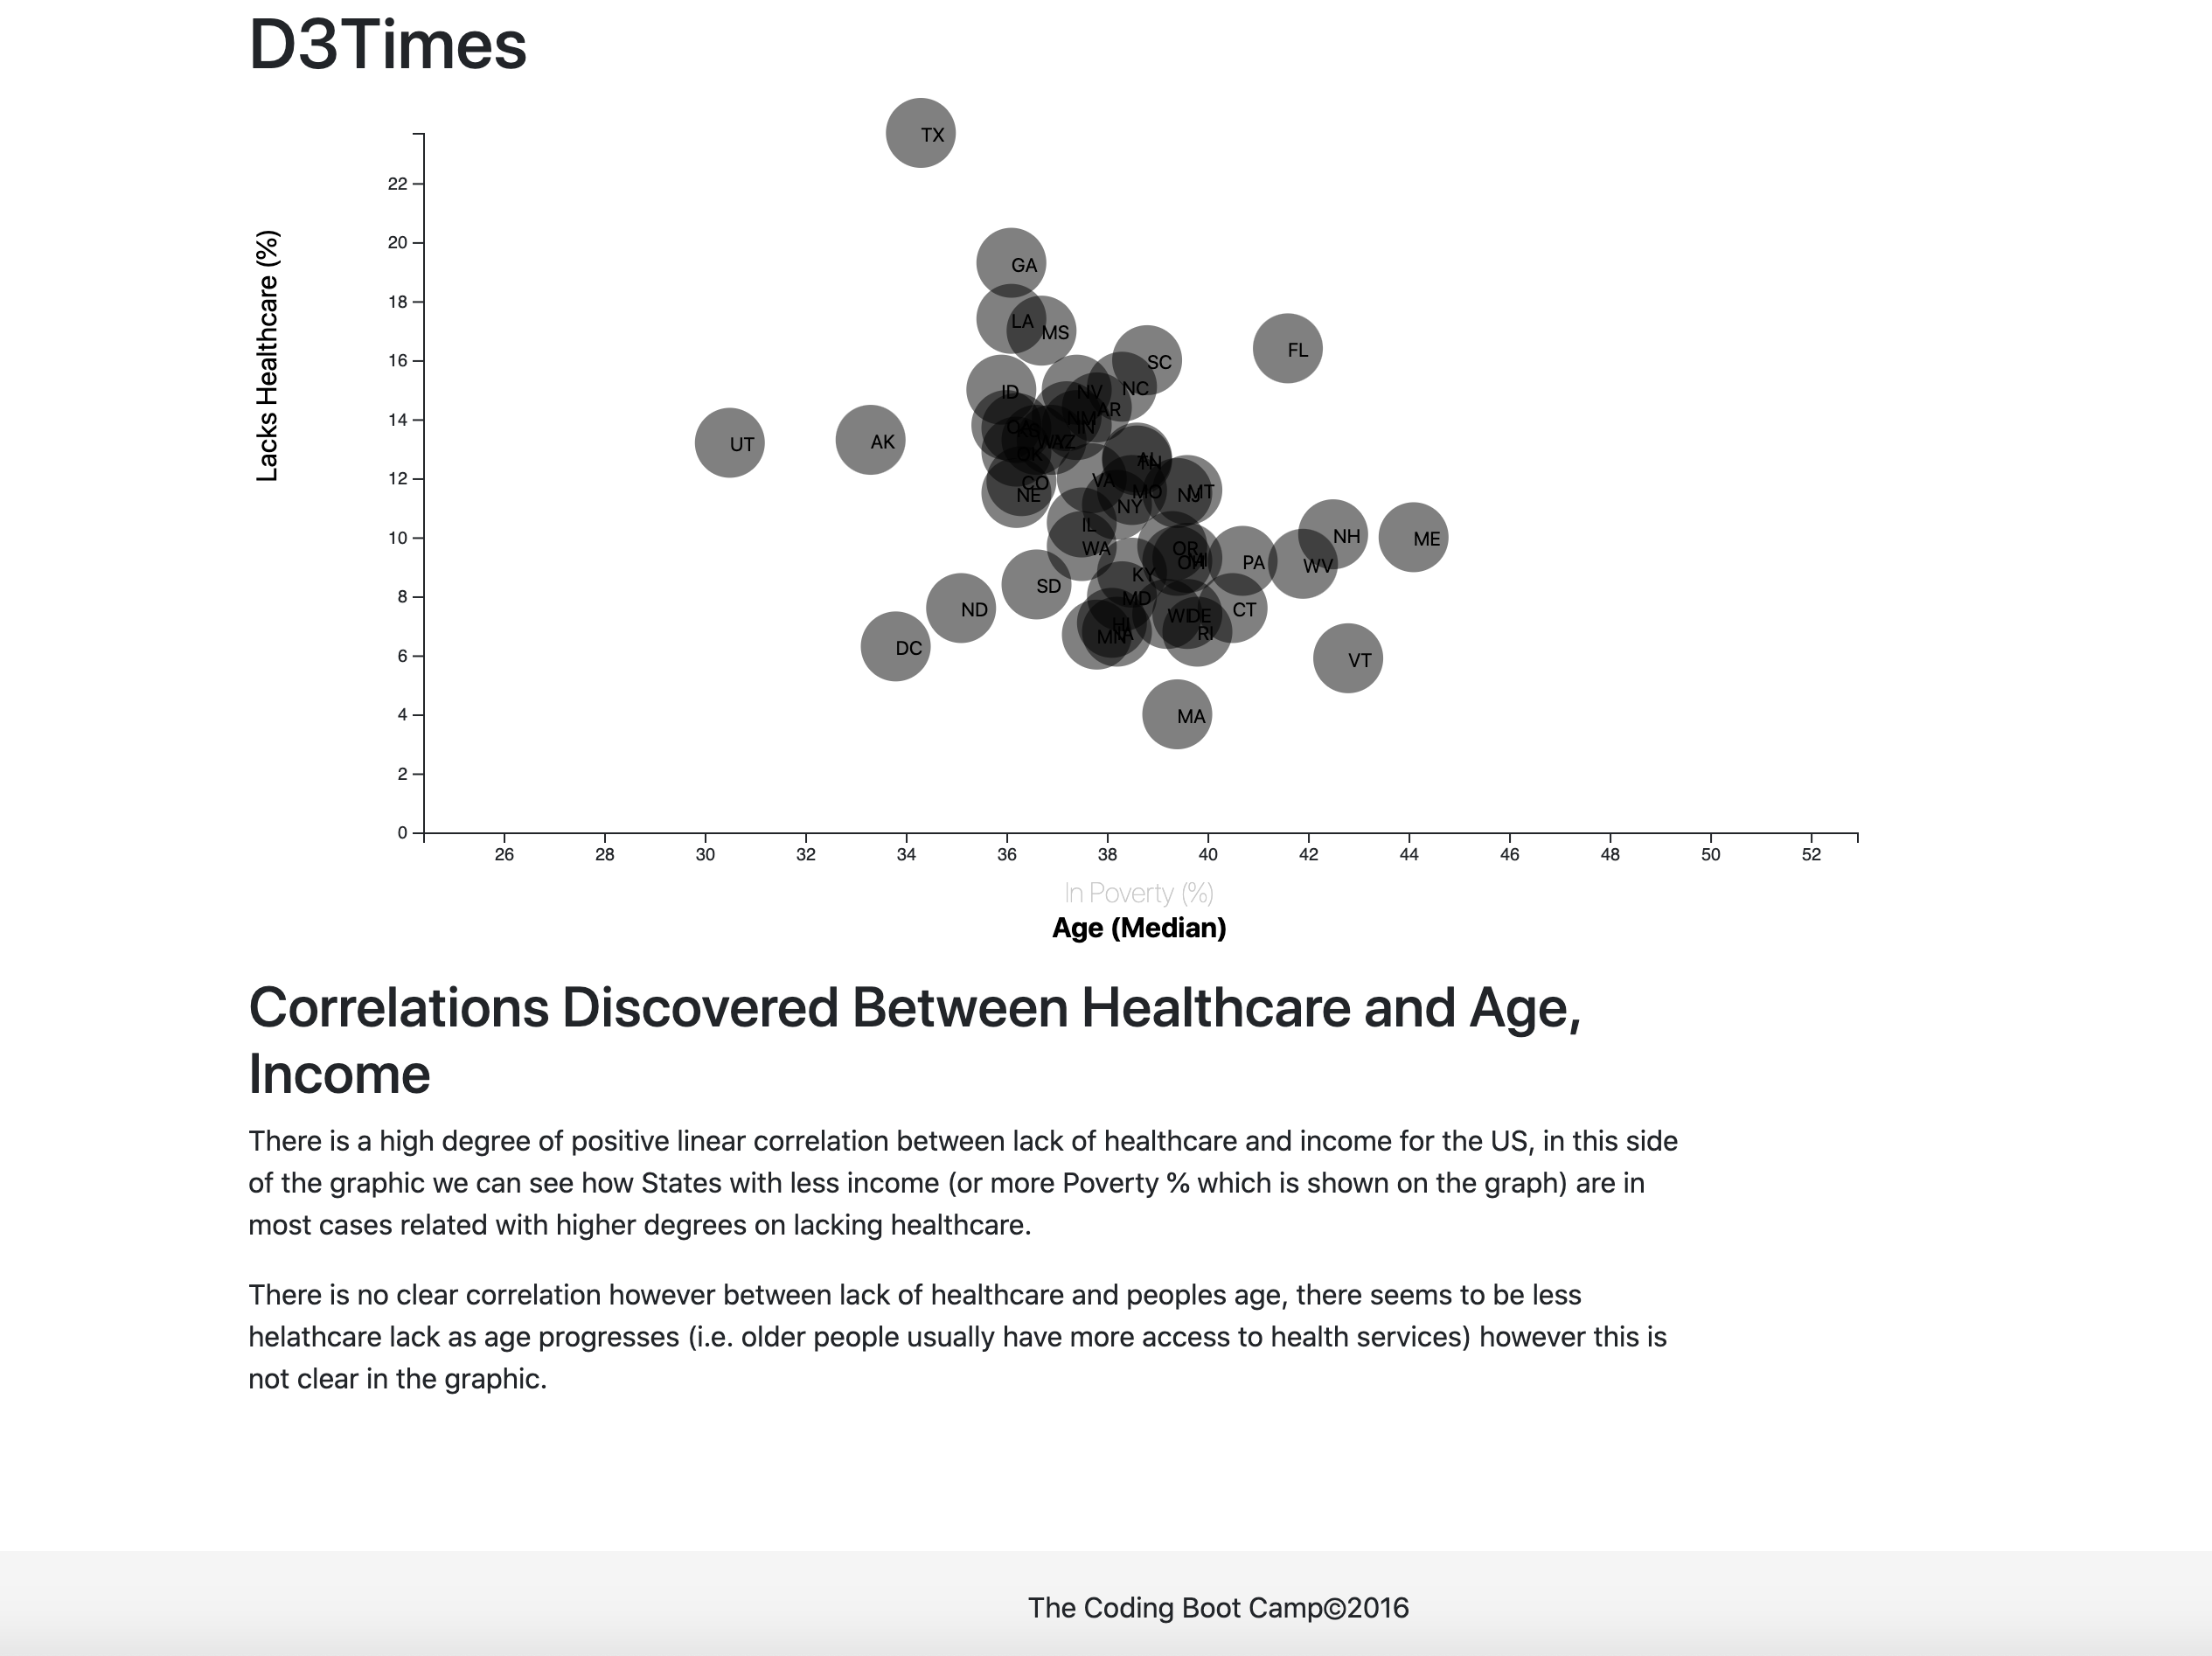 D3Times
TX
22
20
GA
Lacks Healthcare (%)
18
LA
MS
FL
16
SC
ID
NV
NC
14
AR
NM
IN
UT
AK
12
CO
VA
NE
MO
NJ
MT
NY
IL
10
NH
ME
WA
OR
OH
PA
WV
KY
8
SD
MD
ND
WI
DE
CT
HI
RI
6
DC
VT
4
MA
2
0
26 28 30 32 34 36 38 40 42 44 46 48 50 52
In Poverty (%)
Age (Median)
Correlations Discovered Between Healthcare and Age,
Income
There is a high degree of positive linear correlation between lack of healthcare and income for the US, in this side
of the graphic we can see how States with less income (or more Poverty % which is shown on the graph) are in
most cases related with higher degrees on lacking healthcare.
There is no clear correlation however between lack of healthcare and peoples age, there seems to be less
helathcare lack as age progresses (i.e. older people usually have more access to health services) however this is
not clear in the graphic.
The Coding Boot Camp©2016